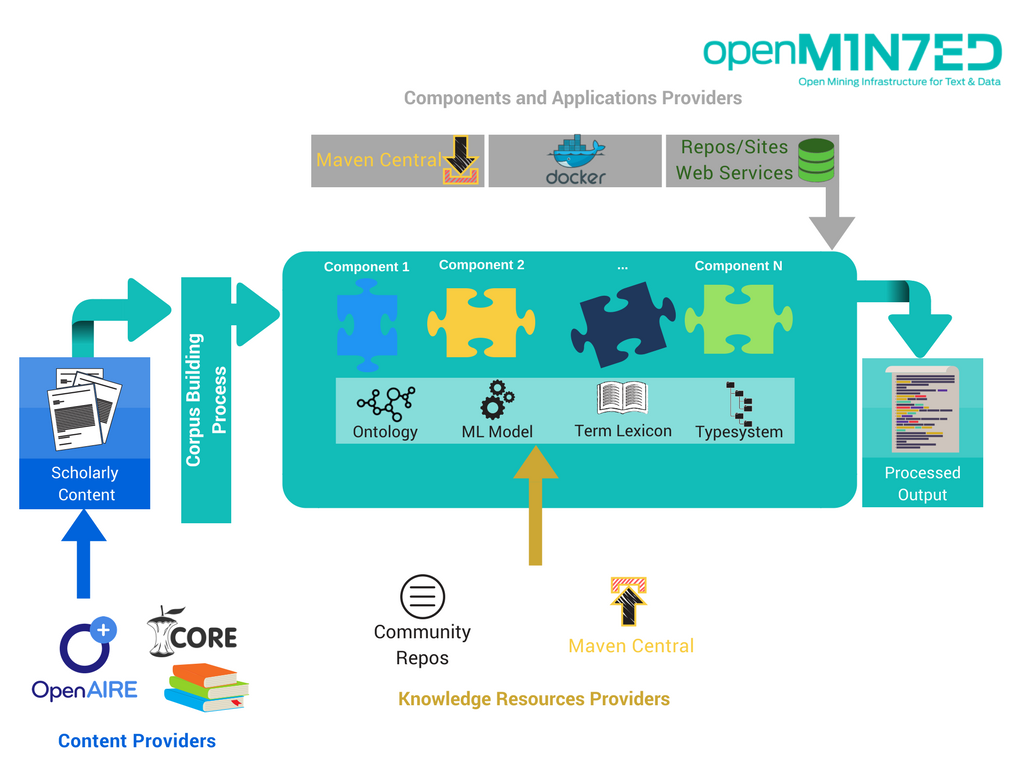 openM1N7ED
Open Mining Infrastructure for Text & Data
Components and Applications Providers
Maven Central
docker
Repos/Sites
Web Services
Component 1
Component 2
...
Component N
Corpus Building
Process
Ontology
ML Model
Term Lexicon
Typesystem
Scholarly
Content
Processed
Output
Community
Repos
Maven Central
Knowledge Resources Providers
OpenAIRE
CORE
Content Providers